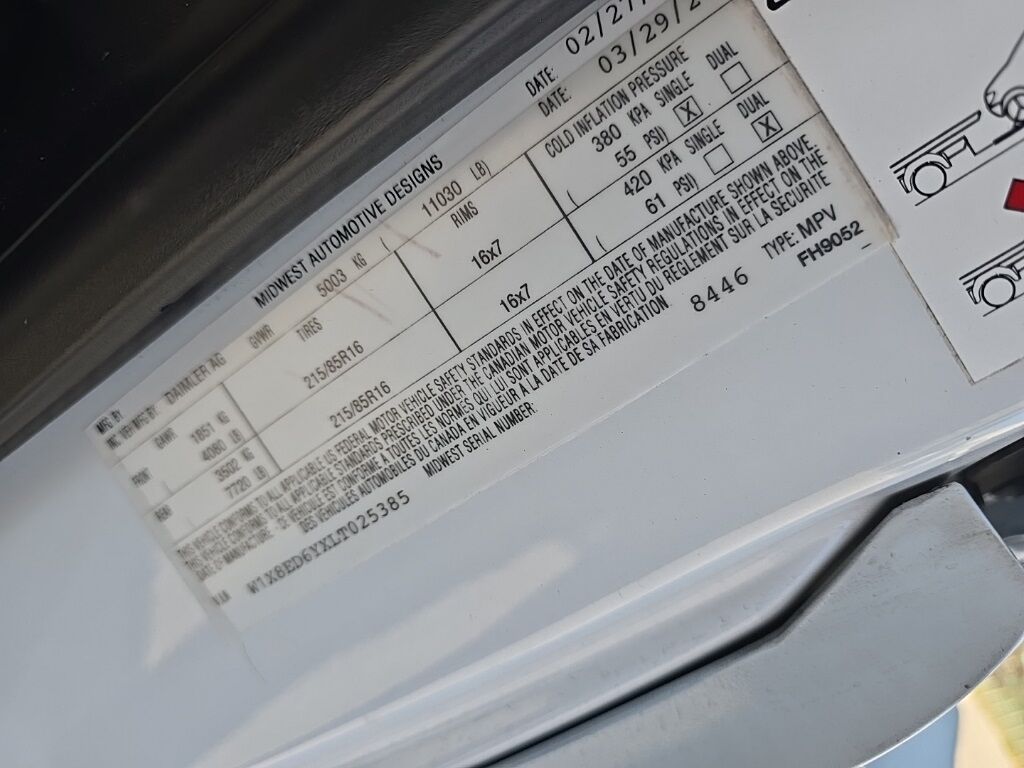 MFG. BY: MIDWEST AUTOMOTIVE DESIGNS DATE: 02/27/
INC. VEH MFG BY: DAIMLER AG DATE: 03/29/2
GVWR 5003 KG ( 11030 LB)
GAWR TIRES RIMS COLD INFLATION PRESSURE
FRONT 1851 KG 4080 LB 215/85R16 16x7 380 KPA SINGLE DUAL
( 55 PSI) X
REAR 3502 KG 7720 LB 215/85R16 16x7 420 KPA SINGLE DUAL
( 61 PSI) X
THIS VEHICLE CONFORMS TO ALL APPLICABLE US FEDERAL MOTOR VEHICLE SAFETY STANDARDS IN EFFECT ON THE DATE OF MANUFACTURE SHOWN ABOVE
THIS VEHICLE CONFORMS TO ALL APPLICABLE STANDARDS PRESCRIBED UNDER THE CANADIAN MOTOR VEHICLE SAFETY REGULATIONS IN EFFECT ON THE
DATE OF MANUFACTURE. CE VEHICULE EST CONFORME A TOUTES LES NORMES QUI LUI SONT APPLICABLES EN VERTU DU REGLEMENT SUR LA SECURITE
DES VEHICULES AUTOMOBILES DU CANADA EN VIGUEUR A LA DATE DE SA FABRICATION
MIDWEST SERIAL NUMBER: 8446 TYPE: MPV
W1X8ED6YXLT025385 FH9052